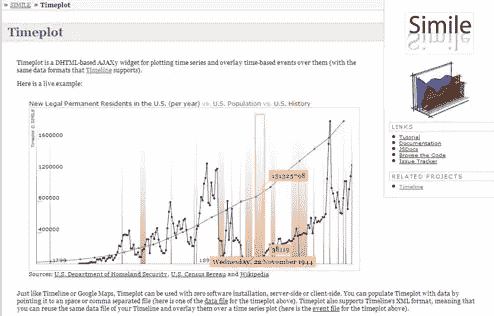 » SIMILE » Timeplot
Timeplot
Timeplot is a DHTML-based AJAXy widget for plotting time series and overlay time-based events over them (with the
same data formats that Timeline supports).
Here is a live example:
New Legal Permanent Residents in the U.S. (per year) vs. U.S. Population vs. U.S. History
Timeplot © SIMILE
1600000
1200000
800000
400000
38119
Wednesday, 22 November 1944
Sources: U.S. Department of Homeland Security, U.S. Census Bureau and Wikipedia
Just like Timeline or Google Maps, Timeplot can be used with zero software installation, server-side or client-side. You can populate Timeplot with data by
pointing it to an space or comma separated file (here is one of the data file for the timeplot above). Timeplot also supports Timeline's XML format, meaning that
you can reuse the same data file of your Timeline and overlay them over a time series plot (here is the event file for the timeplot above).
Simile
LINKS
Tutorial
Documentation
JSDocs
Browse the Code
Issue Tracker
RELATED PROJECTS
Timeline